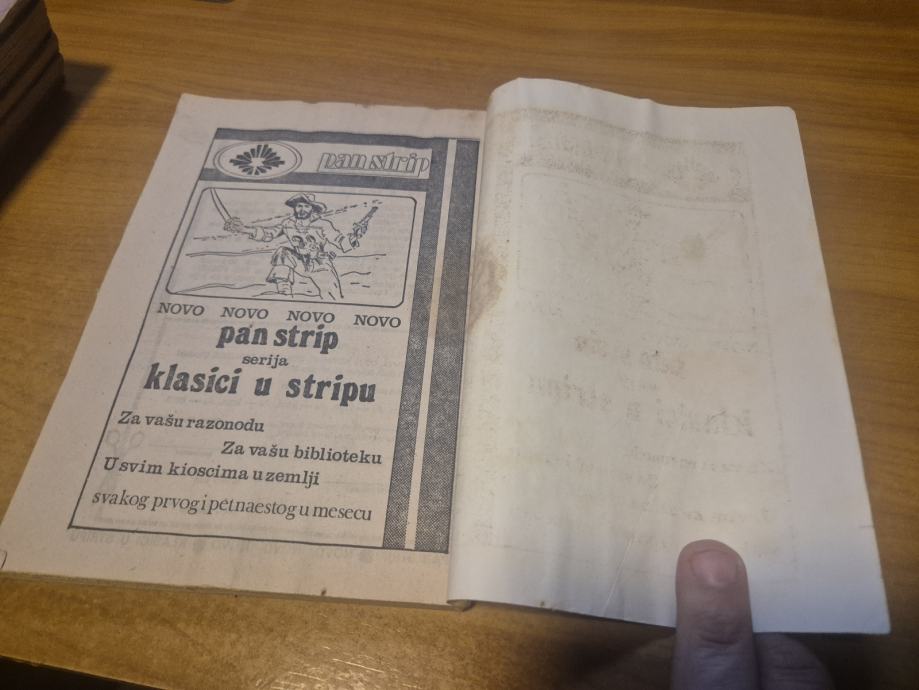 pan strip
NOVO NOVO NOVO NOVO
pan strip
serija
klasici u stripu
Za vašu razonodu
Za vašu biblioteku
U svim kioscima u zemlji
svakog prvog i petnaestog u mesecu